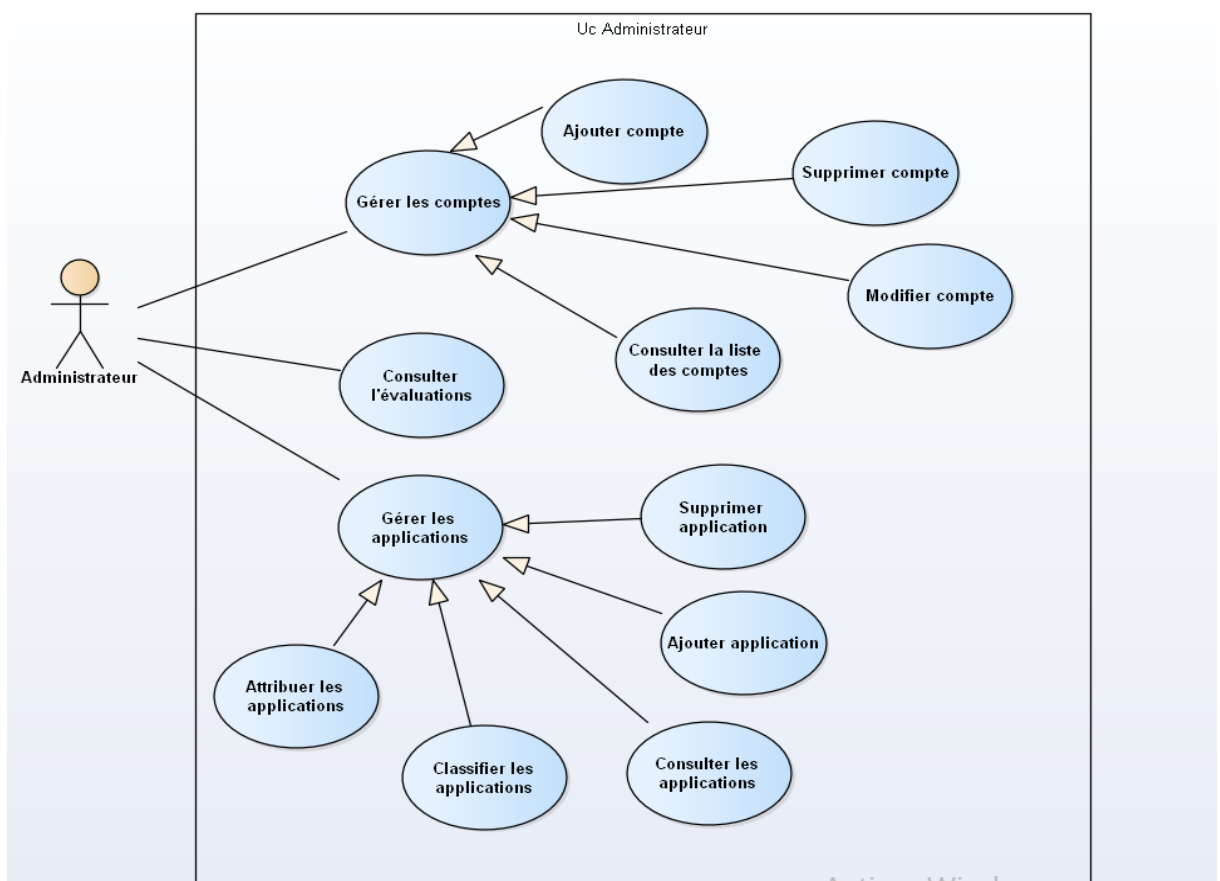 Uc Administrateur
Ajouter compte
Supprimer compte
Gérer les comptes
Modifier compte
Consulter la liste
des comptes
Administrateur
Consulter
l'évaluations
Gérer les
applications
Supprimer
application
Ajouter application
Attribuer les
applications
Classifier les
applications
Consulter les
applications